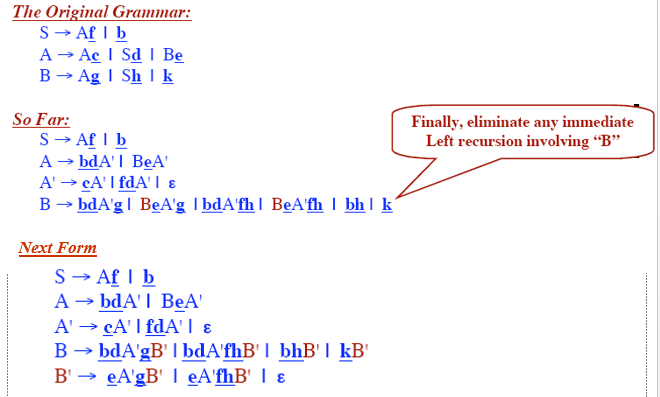 The Original Grammar:
S → Af | b
A → Ac | Sd | Be
B → Ag | Sh | k
So Far:
S → Af | b
A → bdA' | BeA'
A' → cA' | fdA' | ε
B → bdA'g | BeA'g | bdA'fh | BeA'fh | bh | k
Finally, eliminate any immediate
Left recursion involving “B”
Next Form
S → Af | b
A → bdA' | BeA'
A' → cA' | fdA' | ε
B → bdA'gB' | bdA'fhB' | bhB' | kB'
B' → eA'gB' | eA'fhB' | ε